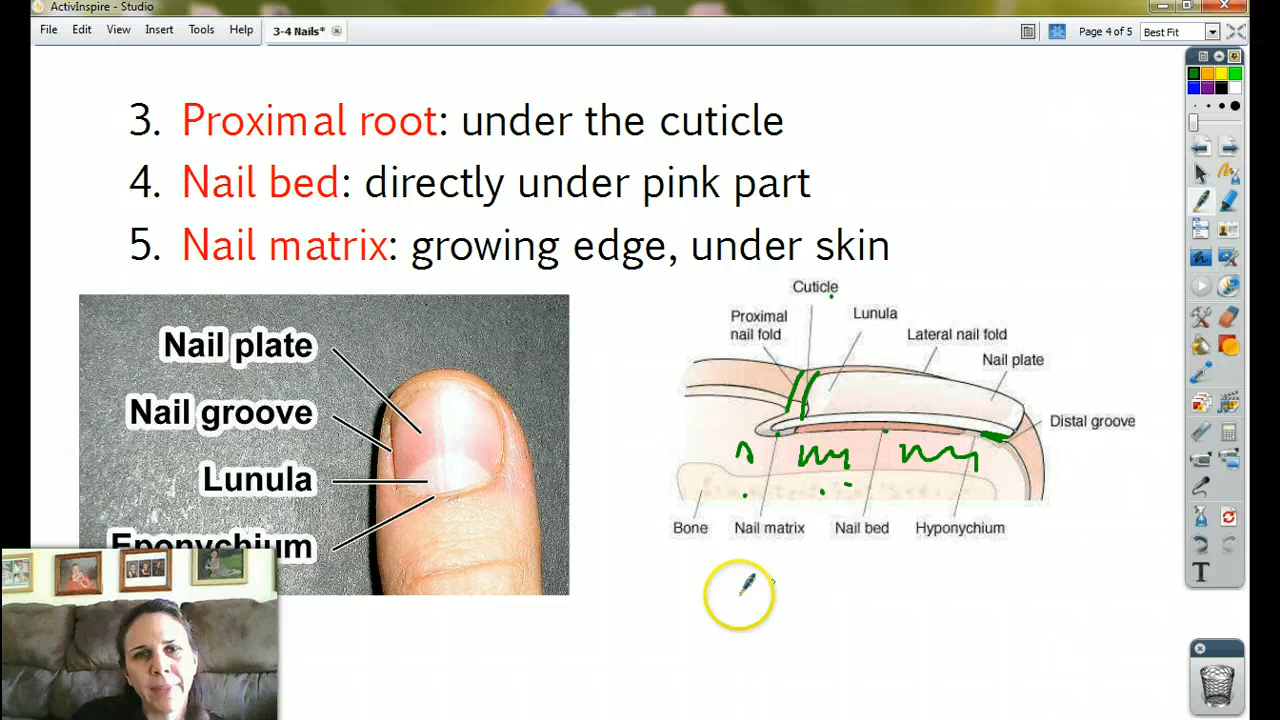 ActivInspire - Studio
File Edit View Insert Tools Help 3-4 Nails* Page 4 of 5 Best Fit
3. Proximal root: under the cuticle
4. Nail bed: directly under pink part
5. Nail matrix: growing edge, under skin
Nail plate
Nail groove
Lunula
Eponychium
Cuticle
Proximal
nail fold
Lunula
Lateral nail fold
Nail plate
Distal groove
Bone Nail matrix Nail bed Hyponychium
T